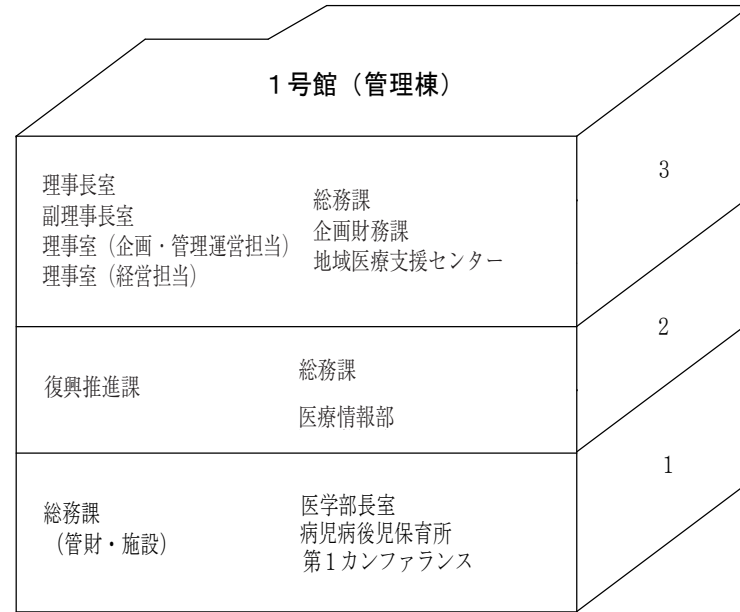 1号館（管理棟）
理事長室
副理事長室
理事室（企画・管理運営担当）
理事室（経営担当）
総務課
企画財務課
地域医療支援センター
3
復興推進課
総務課
医療情報部
2
総務課
（管財・施設）
医学部長室
病児病後児保育所
第1カンファランス
1